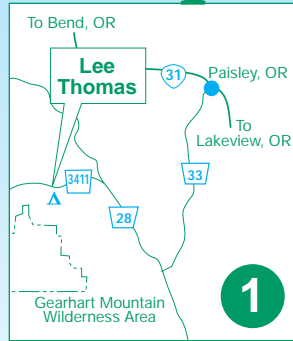 To Bend, OR
Lee
Thomas
31
Paisley, OR
To
Lakeview, OR
3411
33
28
Gearhart Mountain
Wilderness Area
1